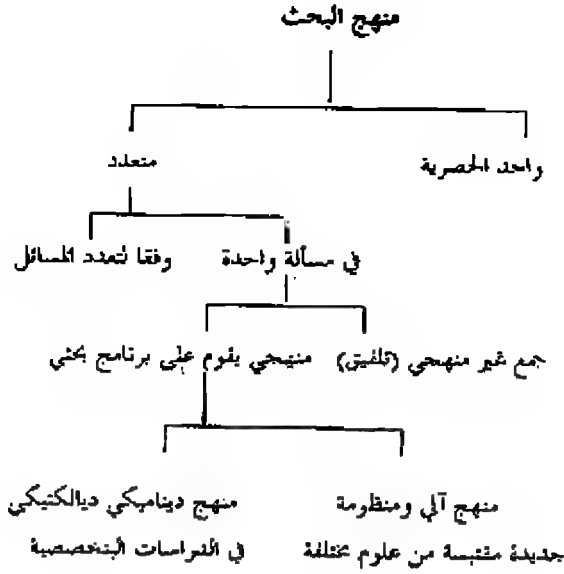 منهج البحث
واحد الحصرية
متعدد
في مسألة واحدة
وفقا لتعدد المسائل
جمع غير منهجي (تلفيق)
منهجي يقوم على برنامج بحثي
منهج آلي ومنظومة
جديدة مقتبسة من علوم مختلفة
منهج ديناميكي ديالكتيكي
في الدراسات البتخصصية